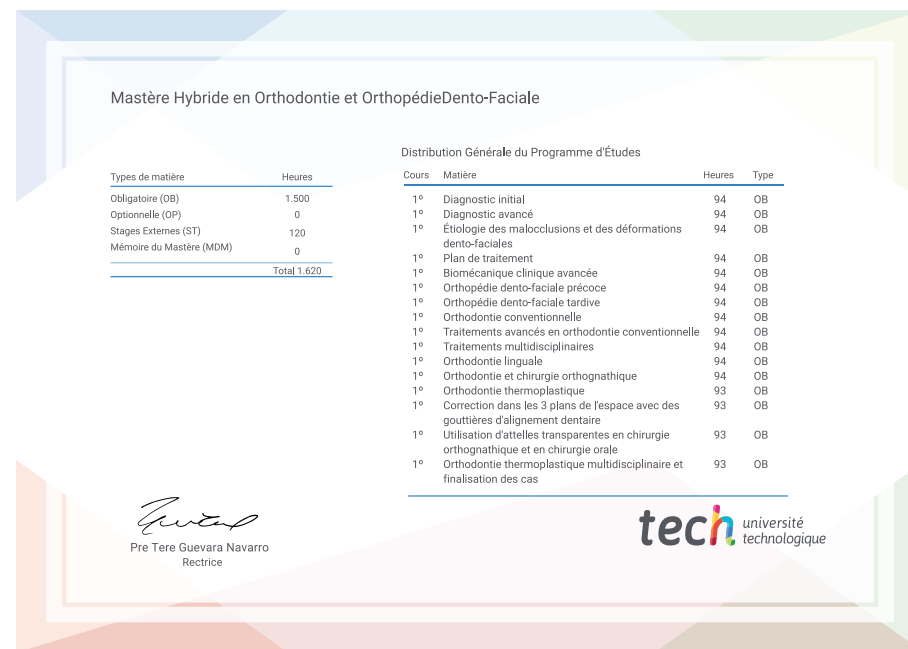 Mastère Hybride en Orthodontie et OrthopédieDento-Faciale
Types de matière Heures
Obligatoire (OB) 1.500
Optionnelle (OP) 0
Stages Externes (ST) 120
Mémoire du Mastère (MDM) 0
Total 1.620
Distribution Générale du Programme d'Études
Cours Matière Heures Type
1º Diagnostic initial 94 OB
1º Diagnostic avancé 94 OB
1º Étiologie des malocclusions et des déformations 94 OB
dento-faciales
1º Plan de traitement 94 OB
1º Biomécanique clinique avancée 94 OB
1º Orthopédie dento-faciale précoce 94 OB
1º Orthopédie dento-faciale tardive 94 OB
1º Orthodontie conventionnelle 94 OB
1º Traitements avancés en orthodontie conventionnelle 94 OB
1º Traitements multidisciplinaires 94 OB
1º Orthodontie linguale 94 OB
1º Orthodontie et chirurgie orthognathique 94 OB
1º Orthodontie thermoplastique 93 OB
1º Correction dans les 3 plans de l'espace avec des 93 OB
gouttières d'alignement dentaire
1º Utilisation d'attelles transparentes en chirurgie 93 OB
orthognathique et en chirurgie orale
1º Orthodontie thermoplastique multidisciplinaire et 93 OB
finalisation des cas
Pre Tere Guevara Navarro
Rectrice
tech université
technologique